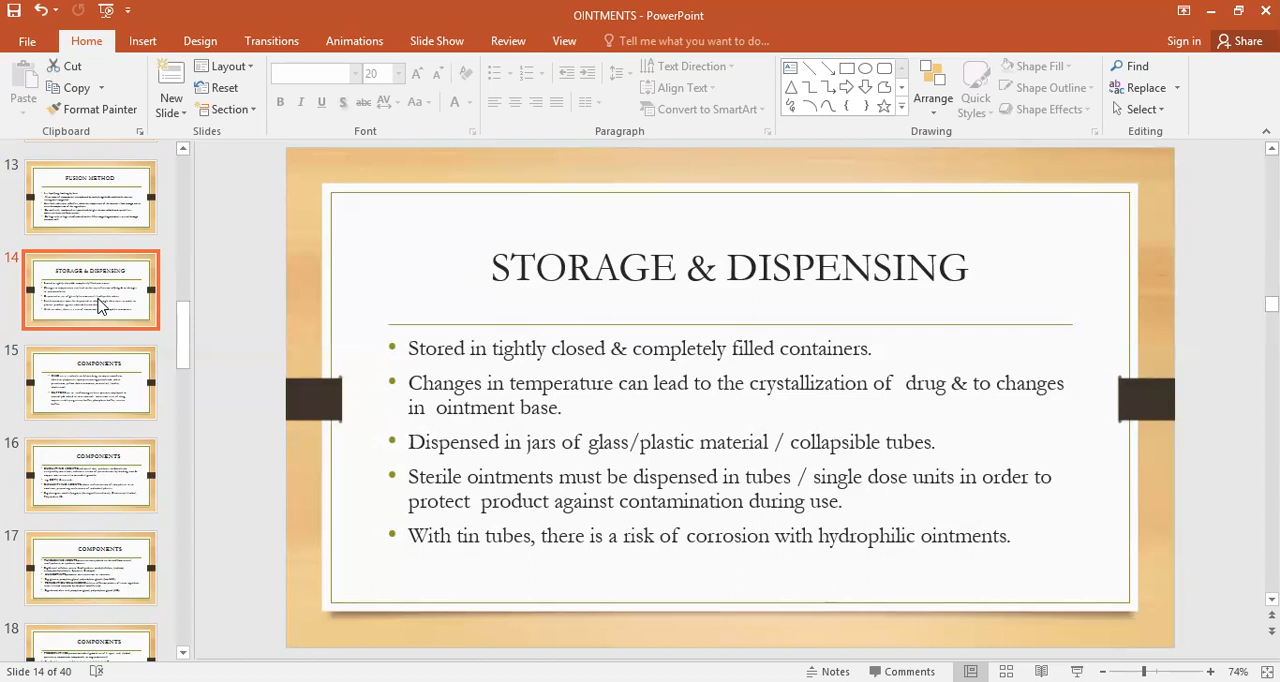 OINTMENTS - PowerPoint
File Home Insert Design Transitions Animations Slide Show Review View Tell me what you want to do... Sign in Share
Paste Cut Copy Format Painter
Clipboard
New Slide Layout Reset Section
Slides
20
B I U S abc AV Aa A
Font
Text Direction Align Text Convert to SmartArt
Paragraph
Arrange Quick Styles Shape Fill Shape Outline Shape Effects
Drawing
Find Replace Select
Editing
13
FUSION METHOD
14
STORAGE & DISPENSING
15
COMPONENTS
16
COMPONENTS
17
COMPONENTS
18
COMPONENTS
STORAGE & DISPENSING
• Stored in tightly closed & completely filled containers.
• Changes in temperature can lead to the crystallization of drug & to changes
in ointment base.
• Dispensed in jars of glass/plastic material / collapsible tubes.
• Sterile ointments must be dispensed in tubes / single dose units in order to
protect product against contamination during use.
• With tin tubes, there is a risk of corrosion with hydrophilic ointments.
Slide 14 of 40 Notes Comments 74%